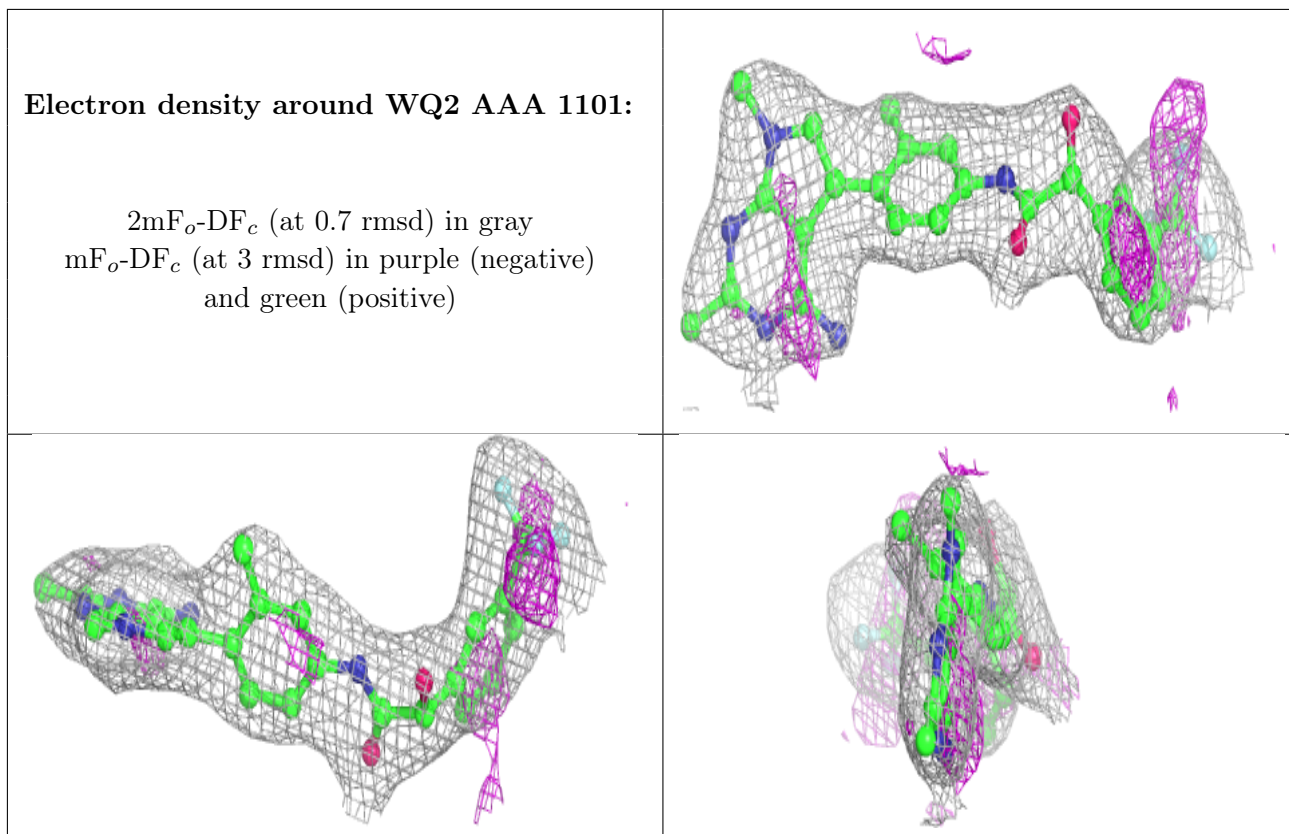 Electron density around WQ2 AAA 1101:
2mFₒ-DF𝒸 (at 0.7 rmsd) in gray
mFₒ-DF𝒸 (at 3 rmsd) in purple (negative)
and green (positive)